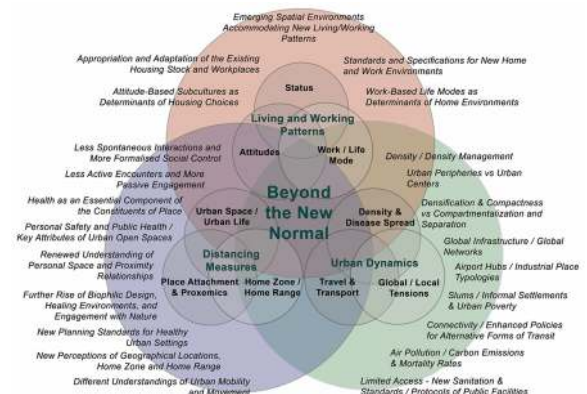 Emerging Spatial Environments
Accommodating New Living/Working
Patterns
Appropriation and Adaptation of the Existing
Housing Stock and Workplaces
Standards and Specifications for New Home
and Work Environments
Status
Attitude-Based Subcultures as
Determinants of Housing Choices
Work-Based Life Modes as
Determinants of Home Environments
Living and Working
Patterns
Less Spontaneous Interactions and
More Formalised Social Control
Attitudes
Work / Life
Mode
Density / Density Management
Less Active Encounters and More
Passive Engagement
Urban Peripheries vs Urban
Centers
Health as an Essential Component of
the Constituents of Place
Beyond
the New
Normal
Densification & Compactness
vs Compartmentalization and
Separation
Urban Space /
Urban Life
Density &
Disease Spread
Personal Safety and Public Health /
Key Attributes of Urban Open Spaces
Global Infrastructure / Global
Networks
Renewed Understanding of
Personal Space and Proximity
Relationships
Distancing
Measures
Urban Dynamics
Airport Hubs / Industrial Place
Typologies
Place Attachment
& Proxemics
Home Zone /
Home Range
Travel &
Transport
Global / Local
Tensions
Slums / Informal Settlements
& Urban Poverty
Further Rise of Biophilic Design,
Healing Environments, and
Engagement with Nature
Connectivity / Enhanced Policies
for Alternative Forms of Transit
New Planning Standards for Healthy
Urban Settings
Air Pollution / Carbon Emissions
& Mortality Rates
New Perceptions of Geographical Locations,
Home Zone and Home Range
Different Understandings of Urban Mobility
and Movement
Limited Access - New Sanitation &
Standards / Protocols of Public Facilities